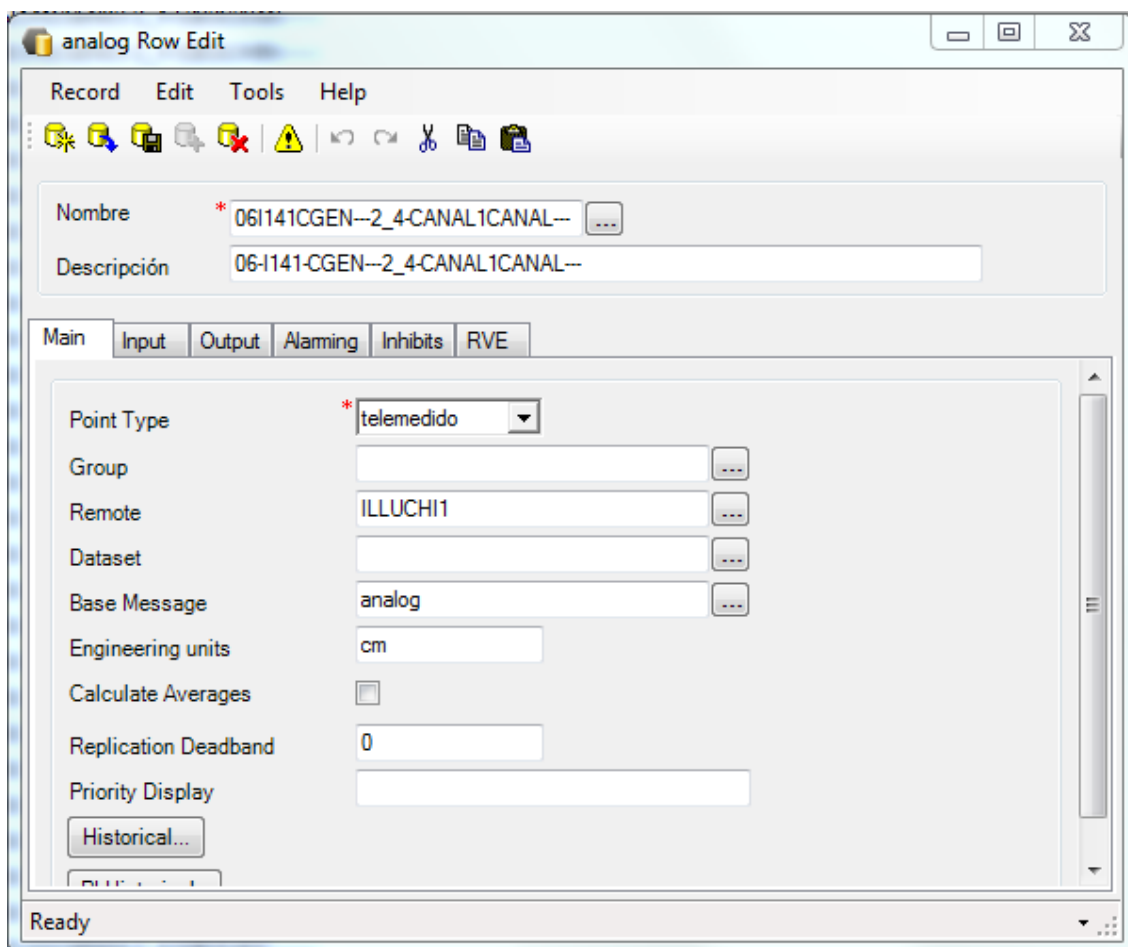 analog Row Edit
Record Edit Tools Help
Nombre * 06I141CGEN---2_4-CANAL1CANAL--- ...
Descripción 06-I141-CGEN---2_4-CANAL1CANAL---
Main Input Output Alarming Inhibits RVE
Point Type * telemedido
Group ...
Remote ILLUCHI1 ...
Dataset ...
Base Message analog ...
Engineering units cm
Calculate Averages
Replication Deadband 0
Priority Display
Historical...
Ready